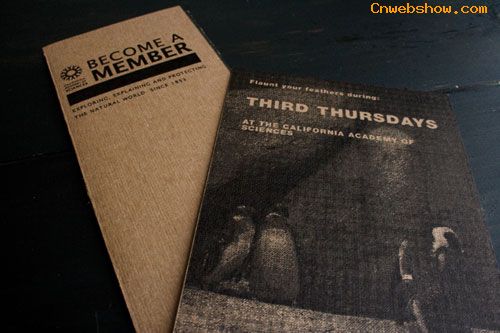 Cnwebshow.com
BECOME A
MEMBER
EXPLORING, EXPLAINING AND PROTECTING
THE NATURAL WORLD SINCE 1853
Flaunt your feathers during:
THIRD THURSDAYS
AT THE CALIFORNIA ACADEMY OF
SCIENCES